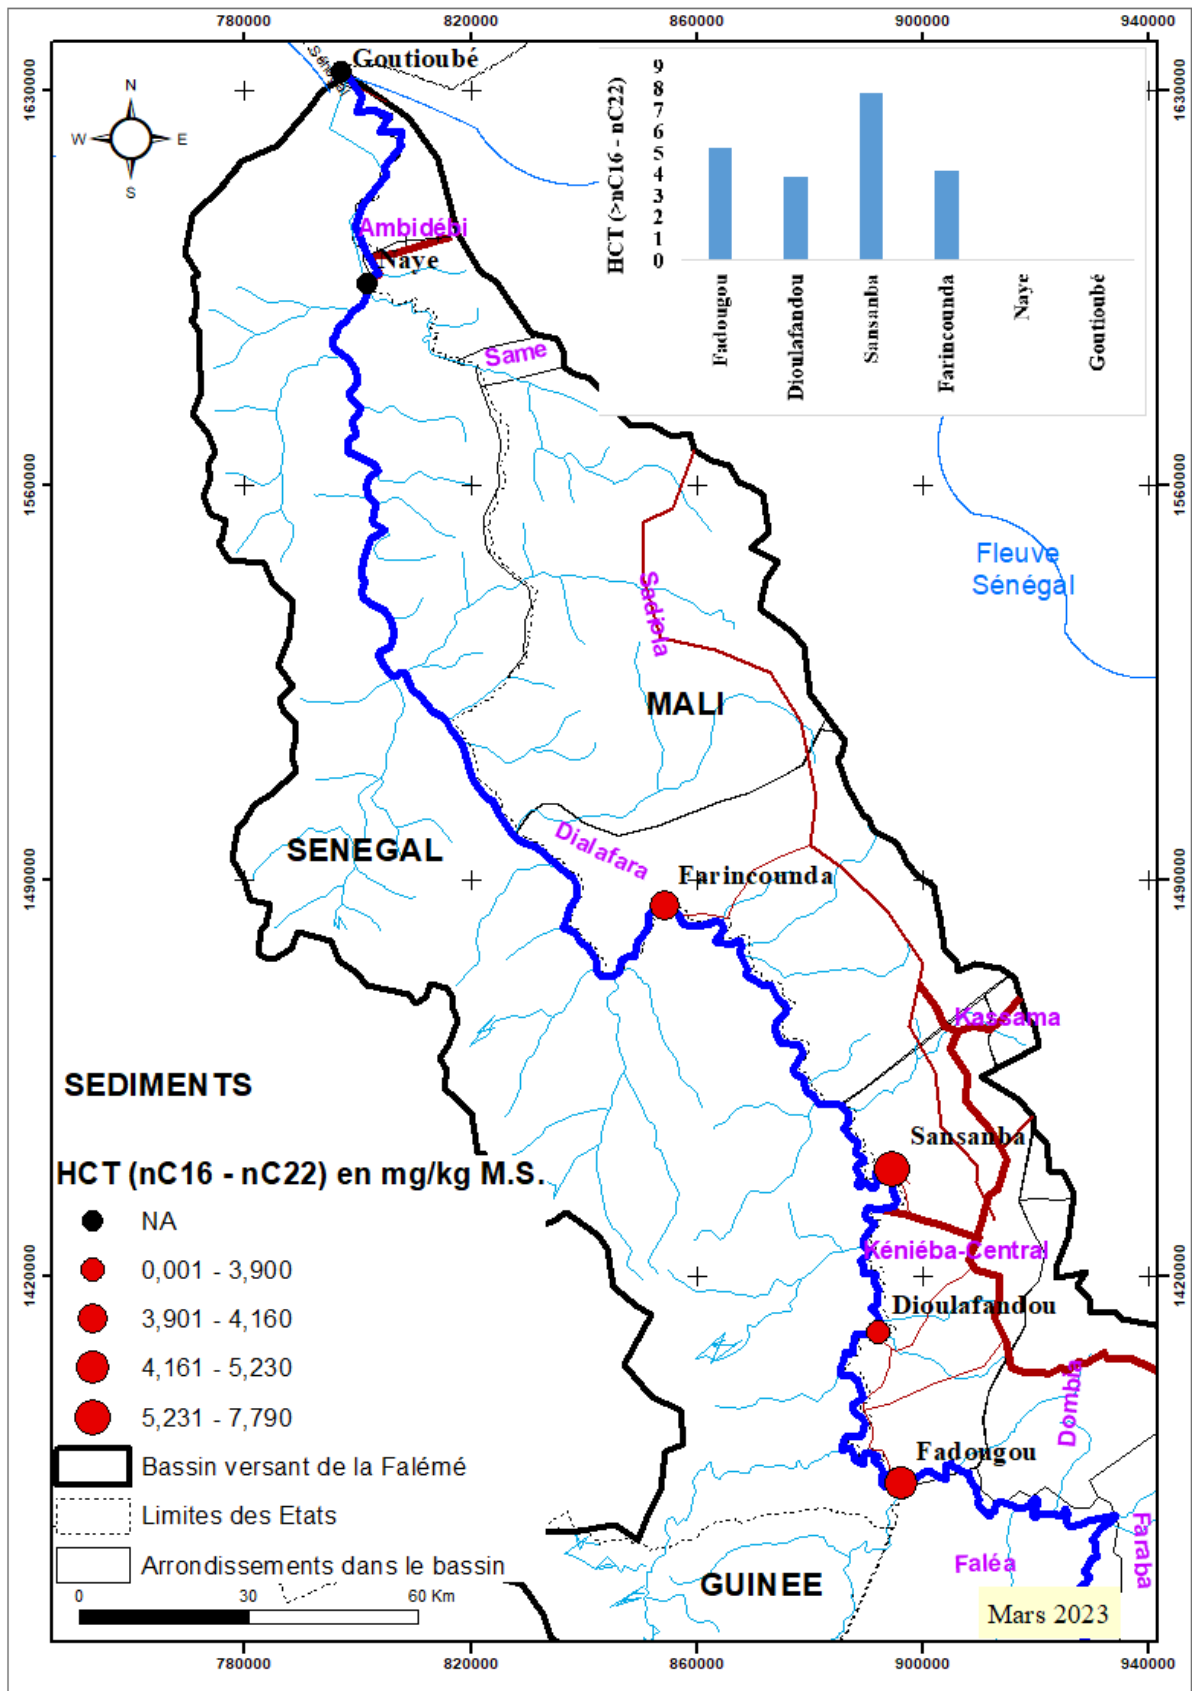 780000 820000 860000 900000 940000
1630000
1630000
1560000
1560000
1490000
1490000
1420000
1420000
N
W E
S
Goutioubé
Sénégal
Ambidébi
Naye
Same
HCT (>nC16 - nC22)
9
8
7
6
5
4
3
2
1
0
Fadougou
Dioulafandou
Sansanba
Farincounda
Naye
Goutioubé
Fleuve
Sénégal
Sadiola
MALI
SENEGAL
Dialafara
Farincounda
Kassama
Sansanba
Kéniéba-Central
Dioulafandou
Dombia
Fadougou
Faléa
Faraba
GUINEE
Mars 2023
SEDIMENTS
HCT (nC16 - nC22) en mg/kg M.S.
NA
0,001 - 3,900
3,901 - 4,160
4,161 - 5,230
5,231 - 7,790
Bassin versant de la Falémé
Limites des Etats
Arrondissements dans le bassin
0 30 60 Km
780000 820000 860000 900000 940000